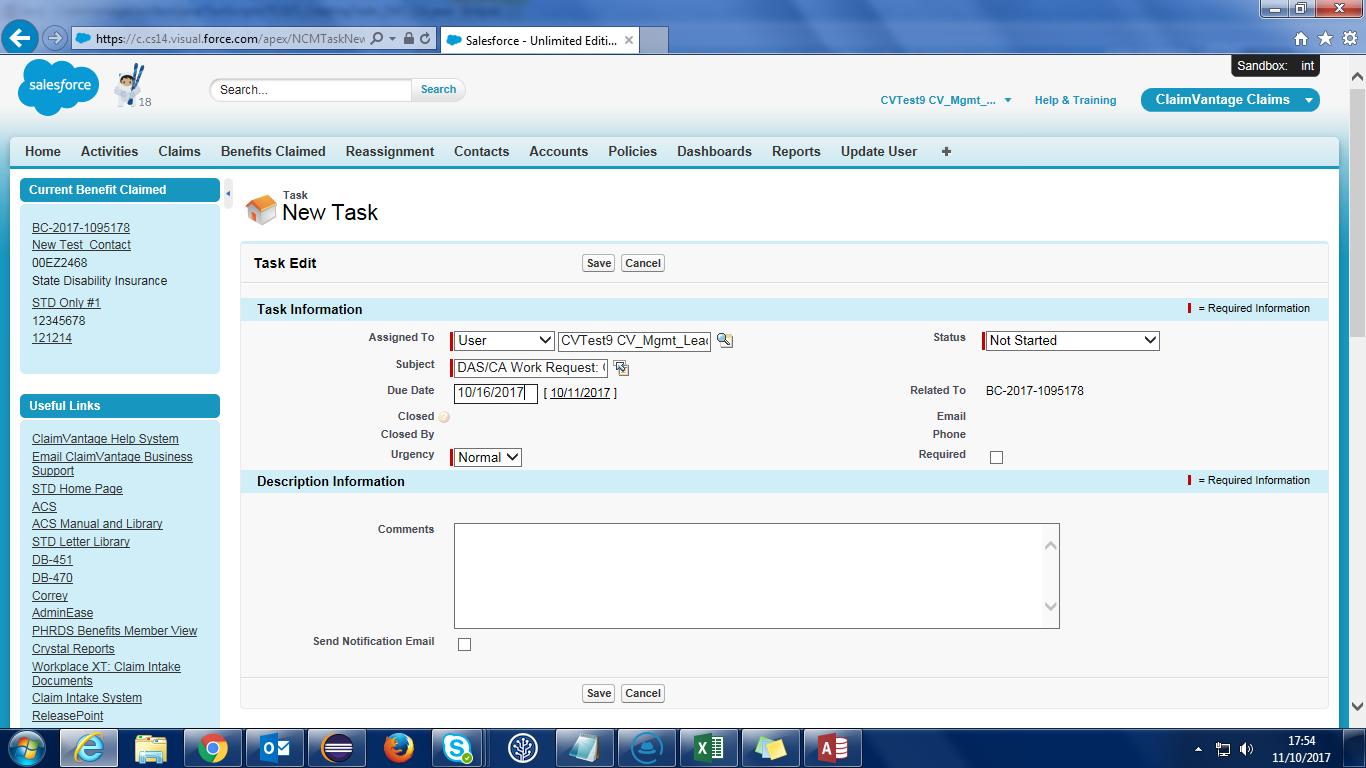 https://c.cs14.visual.force.com/apex/NCMTaskNew
Salesforce - Unlimited Editi...
Sandbox: int
salesforce
18
Search...
Search
CVTest9 CV_Mgmt_...
Help & Training
ClaimVantage Claims
Home Activities Claims Benefits Claimed Reassignment Contacts Accounts Policies Dashboards Reports Update User +
Current Benefit Claimed
BC-2017-1095178
New Test_Contact
00EZ2468
State Disability Insurance
STD Only #1
12345678
121214
Useful Links
ClaimVantage Help System
Email ClaimVantage Business
Support
STD Home Page
ACS
ACS Manual and Library
STD Letter Library
DB-451
DB-470
Correy
AdminEase
PHRDS Benefits Member View
Crystal Reports
Workplace XT: Claim Intake
Documents
Claim Intake System
ReleasePoint
Task
New Task
Task Edit Save Cancel
Task Information = Required Information
Assigned To User CVTest9 CV_Mgmt_Lead Status Not Started
Subject DAS/CA Work Request:
Due Date 10/16/2017 [ 10/11/2017 ] Related To BC-2017-1095178
Closed Email
Closed By Phone
Urgency Normal Required
Description Information = Required Information
Comments
Send Notification Email
Save Cancel
17:54
11/10/2017